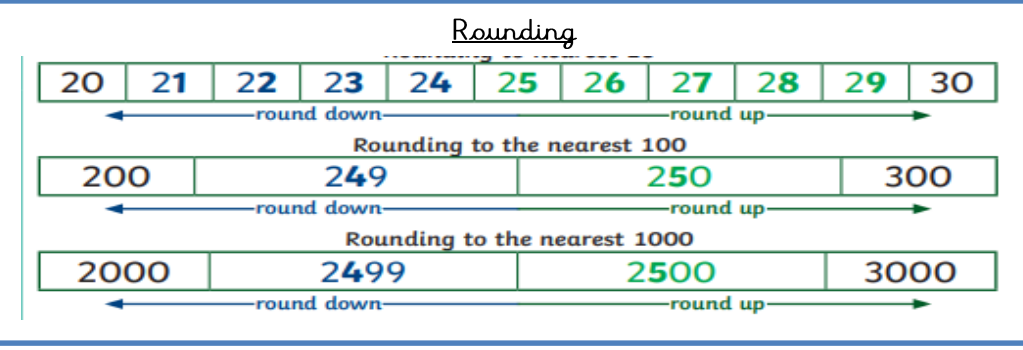 Rounding
20 21 22 23 24 25 26 27 28 29 30
round down round up
Rounding to the nearest 100
200 249 250 300
round down round up
Rounding to the nearest 1000
2000 2499 2500 3000
round down round up